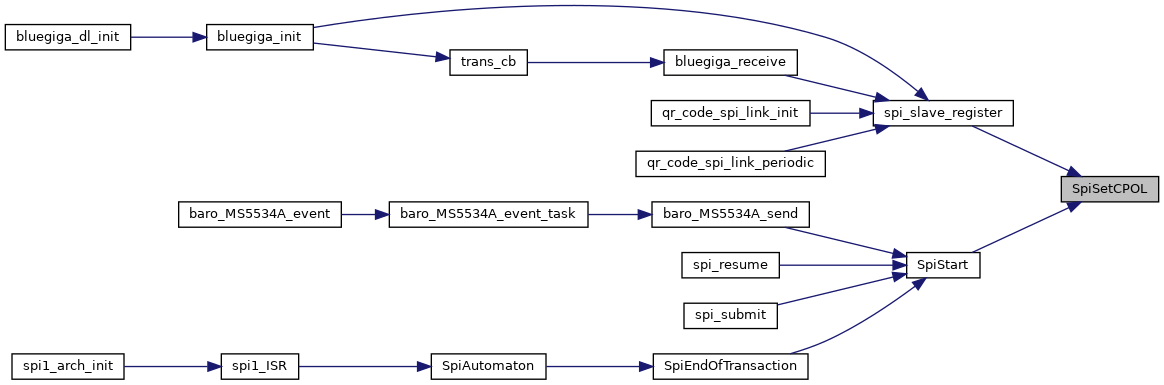 bluegiga_dl_init
bluegiga_init
trans_cb
bluegiga_receive
qr_code_spi_link_init
spi_slave_register
qr_code_spi_link_periodic
SpiSetCPOL
baro_MS5534A_event
baro_MS5534A_event_task
baro_MS5534A_send
spi_resume
SpiStart
spi_submit
spi1_arch_init
spi1_ISR
SpiAutomaton
SpiEndOfTransaction